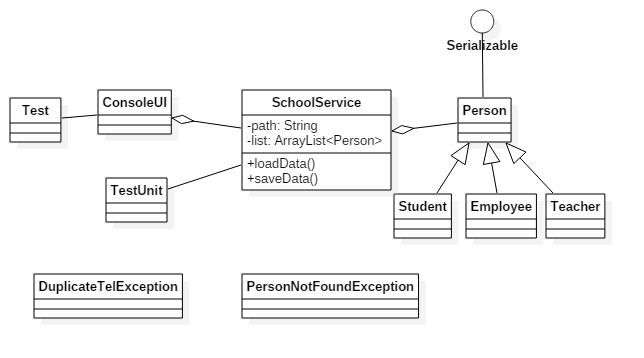 Serializable
Test
ConsoleUI
SchoolService
-path: String
-list: ArrayList<Person>
+loadData()
+saveData()
Person
TestUnit
Student
Employee
Teacher
DuplicateTelException
PersonNotFoundException